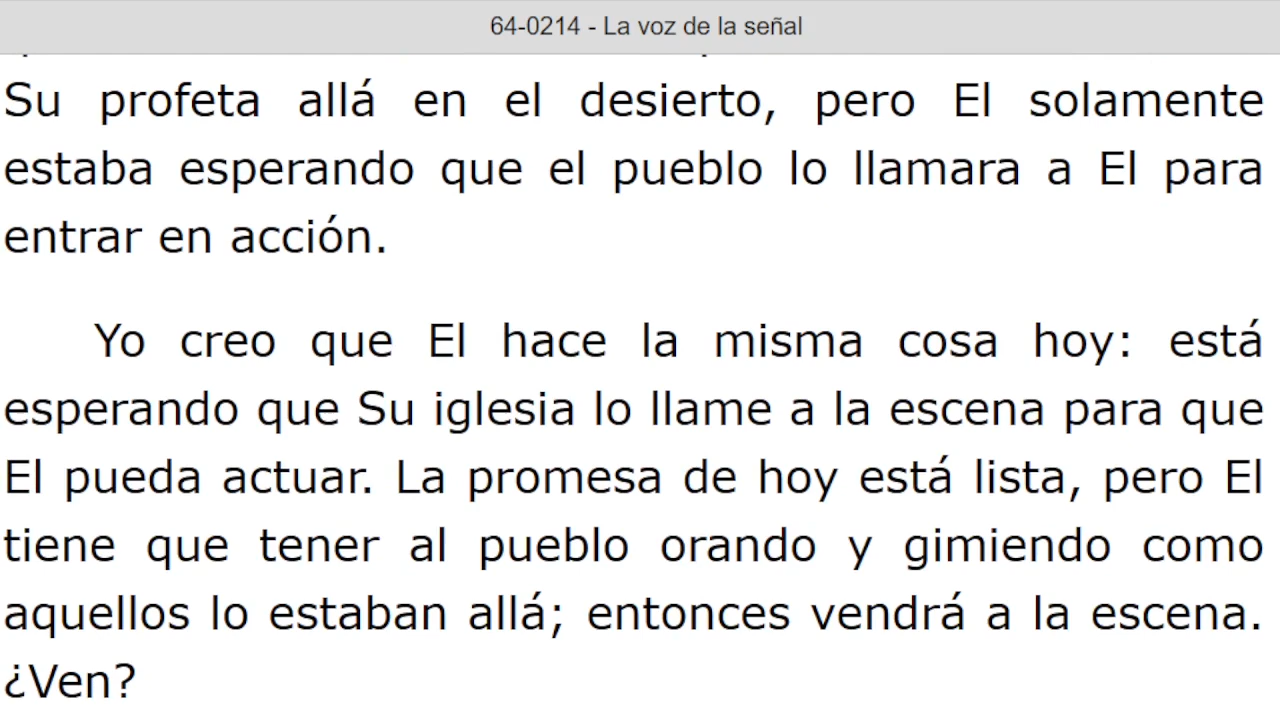 64-0214 - La voz de la señal
Su profeta allá en el desierto, pero El solamente
estaba esperando que el pueblo lo llamara a El para
entrar en acción.
Yo creo que El hace la misma cosa hoy: está
esperando que Su iglesia lo llame a la escena para que
El pueda actuar. La promesa de hoy está lista, pero El
tiene que tener al pueblo orando y gimiendo como
aquellos lo estaban allá; entonces vendrá a la escena.
¿Ven?